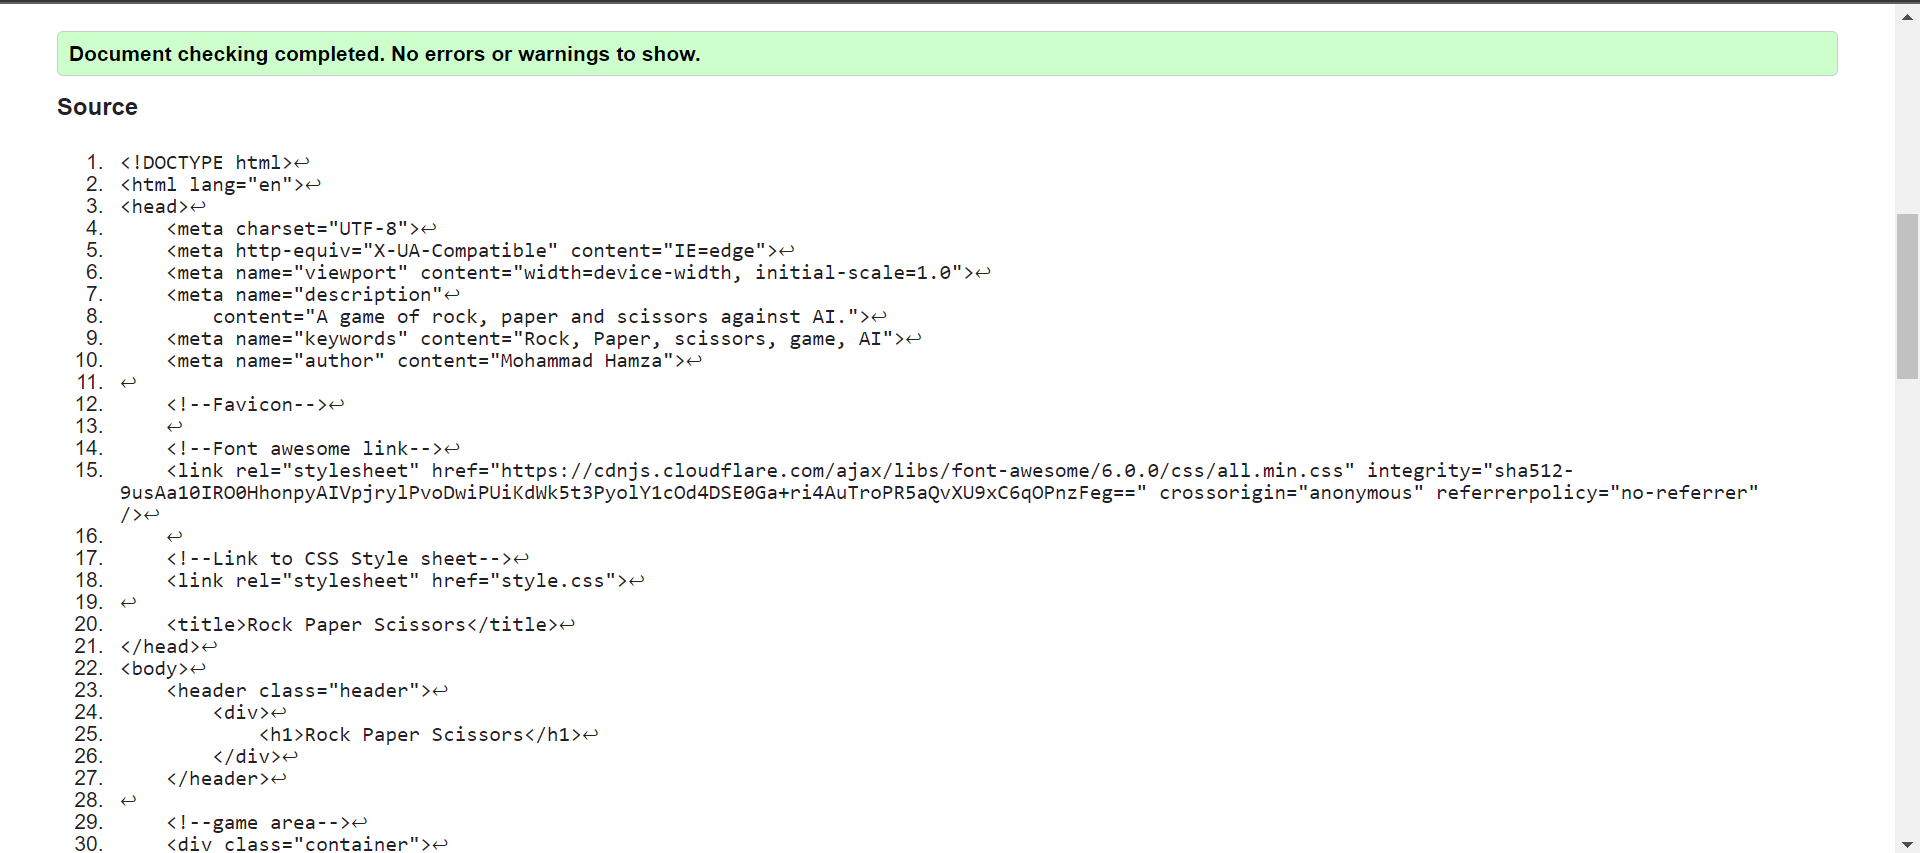 Document checking completed. No errors or warnings to show.
Source
1. <!DOCTYPE html>↩
2. <html lang="en">↩
3. <head>↩
4.     <meta charset="UTF-8">↩
5.     <meta http-equiv="X-UA-Compatible" content="IE=edge">↩
6.     <meta name="viewport" content="width=device-width, initial-scale=1.0">↩
7.     <meta name="description"↩
8.         content="A game of rock, paper and scissors against AI.">↩
9.     <meta name="keywords" content="Rock, Paper, scissors, game, AI">↩
10.     <meta name="author" content="Mohammad Hamza">↩
11. ↩
12.     <!--Favicon-->↩
13.     ↩
14.     <!--Font awesome link-->↩
15.     <link rel="stylesheet" href="https://cdnjs.cloudflare.com/ajax/libs/font-awesome/6.0.0/css/all.min.css" integrity="sha512-
9usAa10IRO0HhonpyAIVpjrylPvoDwiPUiKdWk5t3PyolY1cOd4DSE0Ga+ri4AuTroPR5aQvXU9xC6qOPnzFeg==" crossorigin="anonymous" referrerpolicy="no-referrer"
/>↩
16.     ↩
17.     <!--Link to CSS Style sheet-->↩
18.     <link rel="stylesheet" href="style.css">↩
19. ↩
20.     <title>Rock Paper Scissors</title>↩
21. </head>↩
22. <body>↩
23.     <header class="header">↩
24.         <div>↩
25.             <h1>Rock Paper Scissors</h1>↩
26.         </div>↩
27.     </header>↩
28. ↩
29.     <!--game area-->↩
30.     <div class="container">↩